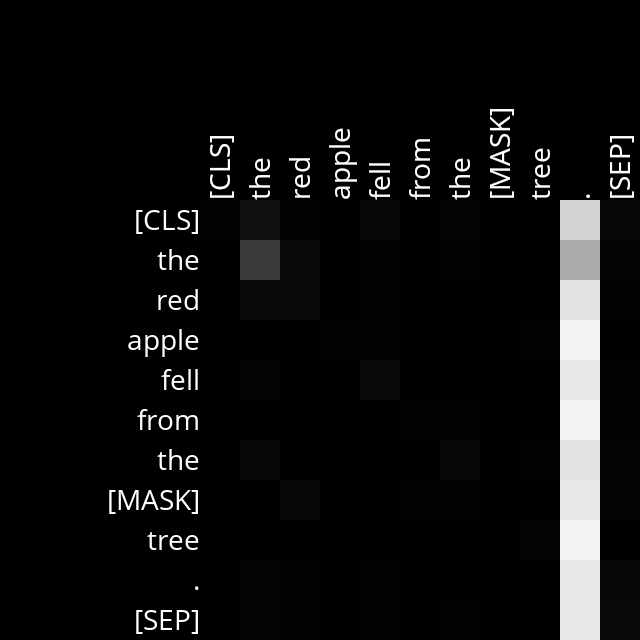 [CLS] the red apple fell from the [MASK] tree . [SEP]
[CLS]
the
red
apple
fell
from
the
[MASK]
tree
.
[SEP]